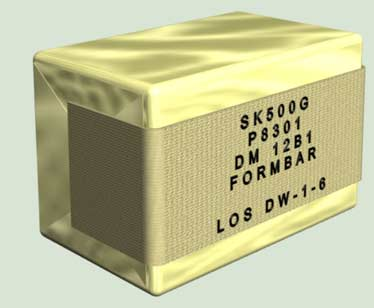 SK500G
P8301
DM 12B1
FORMBAR
LOS DW-1-6